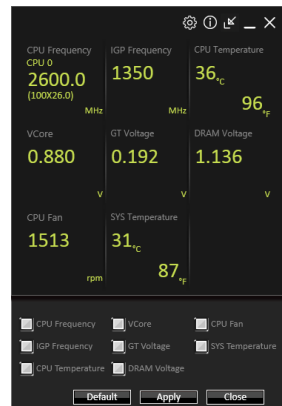 CPU Frequency IGP Frequency CPU Temperature
CPU 0
2600.0 1350 36°C
(100X26.0)
MHz MHz 96°F
VCore GT Voltage DRAM Voltage
0.880 0.192 1.136
V V V
CPU Fan SYS Temperature
1513 31°C
rpm 87°F
CPU Frequency VCore CPU Fan
IGP Frequency GT Voltage SYS Temperature
CPU Temperature DRAM Voltage
Default Apply Close